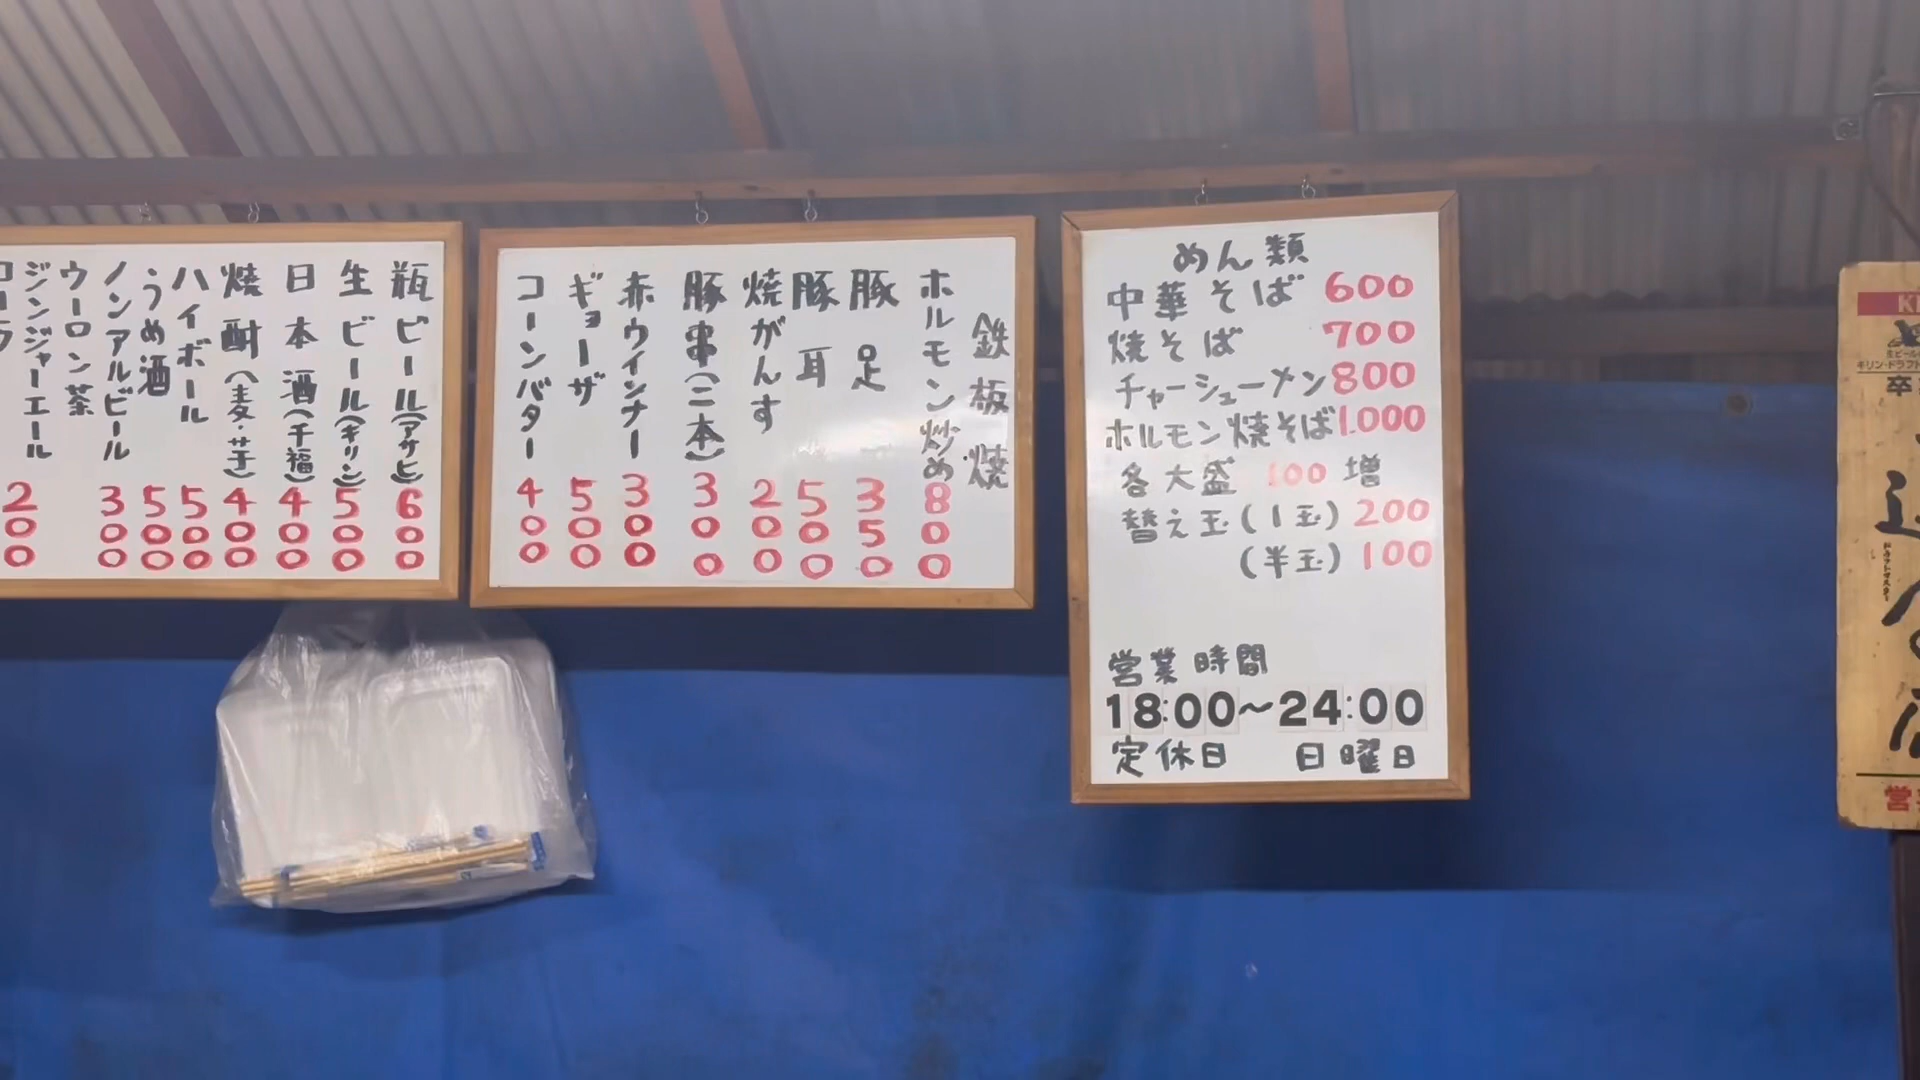 めん類
中華そば 600
焼そば 700
チャーシューメン 800
ホルモン焼そば 1.000
各大盛 100 増
替え玉(1玉) 200
(半玉) 100
営業時間
18:00~24:00
定休日 日曜日
鉄板焼
ホルモン炒め 800
豚足 350
豚耳 500
焼がんす 200
豚串(二本) 300
赤ウインナー 300
ギョーザ 500
コーンバター 400
瓶ビール(アサヒ) 600
生ビール(キリン) 500
日本酒(千福) 400
焼酎(麦・芋) 400
ハイボール 500
うめ酒 500
ノンアルビール 300
ウーロン茶
ジンジャーエール
200